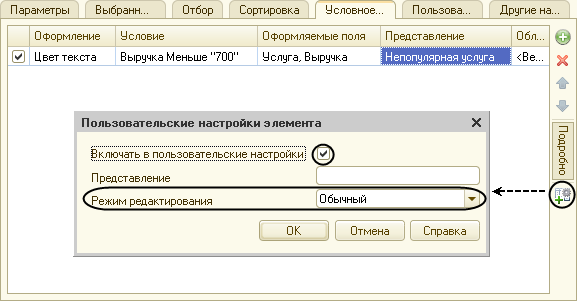 Параметры Выбранн... Отбор Сортировка Условное... Пользова... Другие на...
Оформление Условие Оформляемые поля Представление Обл...
Цвет текста Выручка Меньше "700" Услуга, Выручка Непопулярная услуга <Ве...
Подробно
Пользовательские настройки элемента
Включать в пользовательские настройки
Представление
Режим редактирования Обычный
OK Отмена Справка